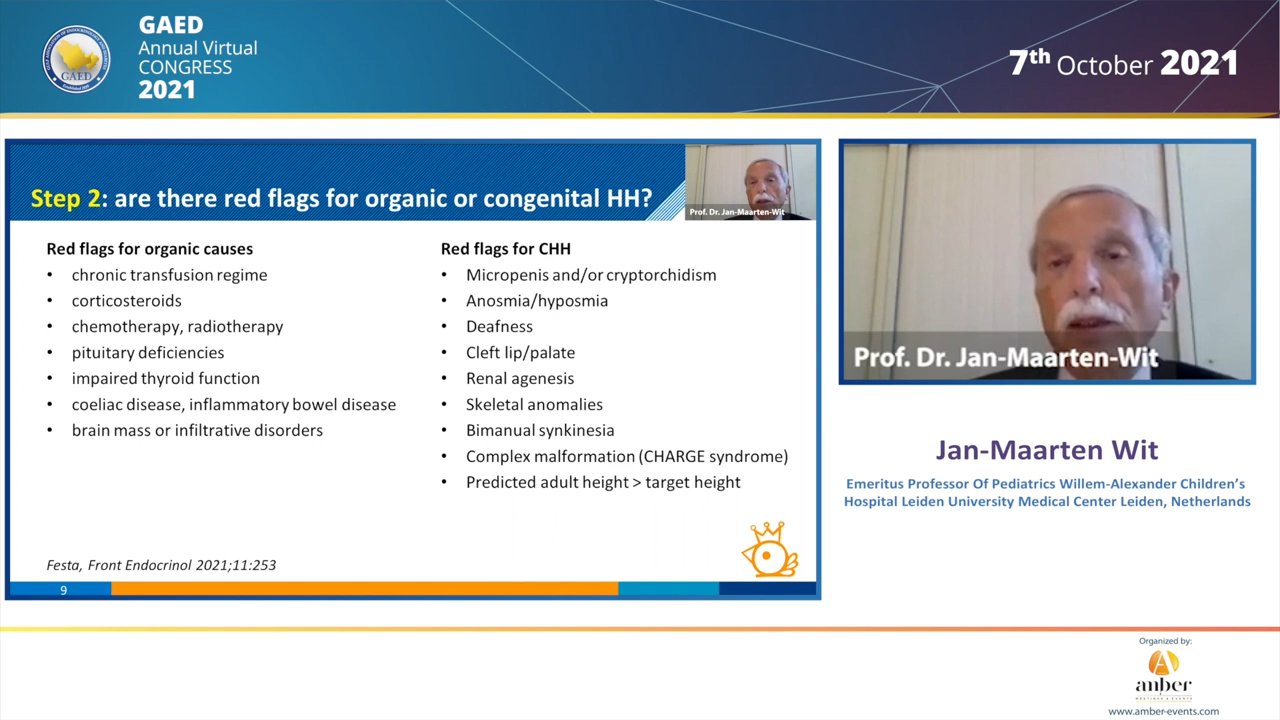 GAED
Annual Virtual
CONGRESS
2021
GAED
7th October 2021
Step 2: are there red flags for organic or congenital HH?
Prof. Dr. Jan-Maarten-Wit
Red flags for organic causes
• chronic transfusion regime
• corticosteroids
• chemotherapy, radiotherapy
• pituitary deficiencies
• impaired thyroid function
• coeliac disease, inflammatory bowel disease
• brain mass or infiltrative disorders
Red flags for CHH
• Micropenis and/or cryptorchidism
• Anosmia/hyposmia
• Deafness
• Cleft lip/palate
• Renal agenesis
• Skeletal anomalies
• Bimanual synkinesia
• Complex malformation (CHARGE syndrome)
• Predicted adult height > target height
Festa, Front Endocrinol 2021;11:253
9
Prof. Dr. Jan-Maarten-Wit
Jan-Maarten Wit
Emeritus Professor Of Pediatrics Willem-Alexander Children's
Hospital Leiden University Medical Center Leiden, Netherlands
Organized by:
anber
MEETINGS & EVENTS
www.amber-events.com